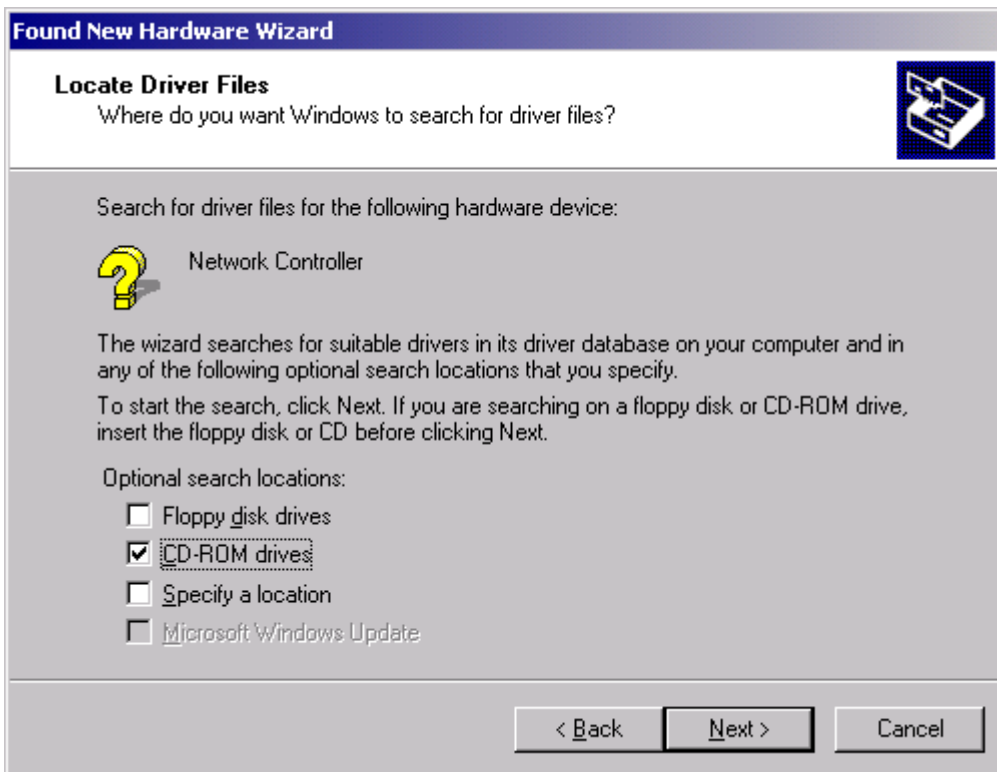 Found New Hardware Wizard
Locate Driver Files
Where do you want Windows to search for driver files?
Search for driver files for the following hardware device:
Network Controller
The wizard searches for suitable drivers in its driver database on your computer and in
any of the following optional search locations that you specify.
To start the search, click Next. If you are searching on a floppy disk or CD-ROM drive,
insert the floppy disk or CD before clicking Next.
Optional search locations:
Floppy disk drives
CD-ROM drives
Specify a location
Microsoft Windows Update
< Back Next > Cancel